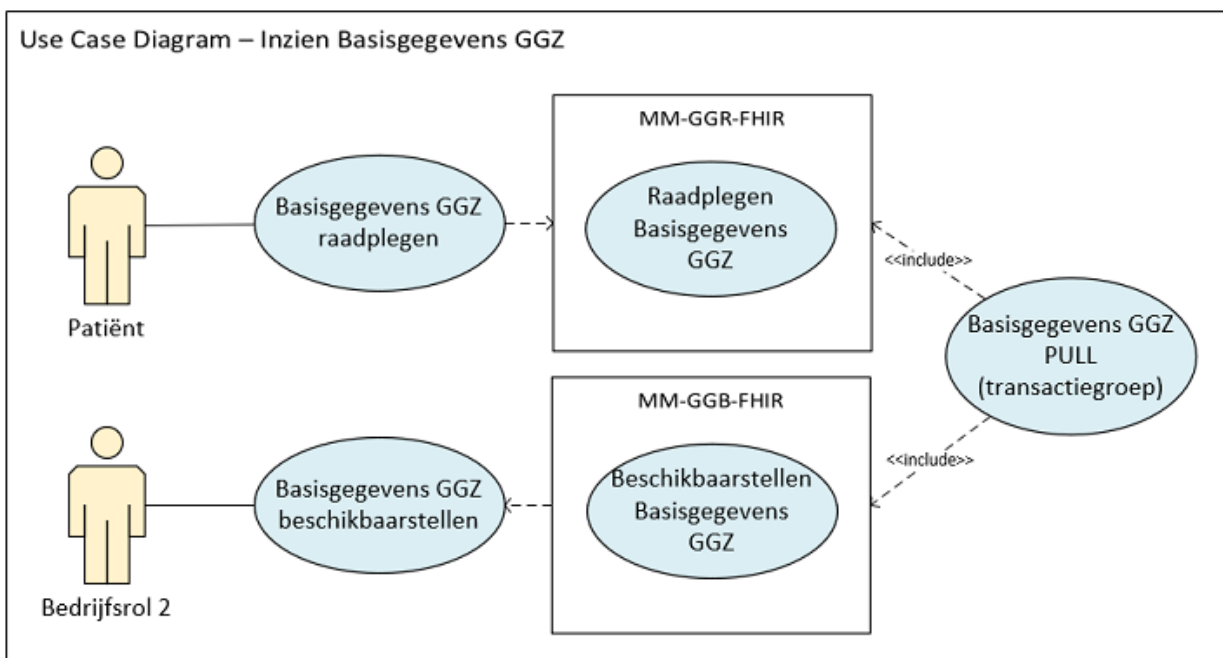 Use Case Diagram – Inzien Basisgegevens GGZ
MM-GGR-FHIR
Basisgegevens GGZ
raadplegen
Raadplegen
Basisgegevens
GGZ
Patiënt
<<include>>
Basisgegevens GGZ
PULL
(transactiegroep)
MM-GGB-FHIR
Basisgegevens GGZ
beschikbaarstellen
Beschikbaarstellen
Basisgegevens
GGZ
<<include>>
Bedrijfsrol 2